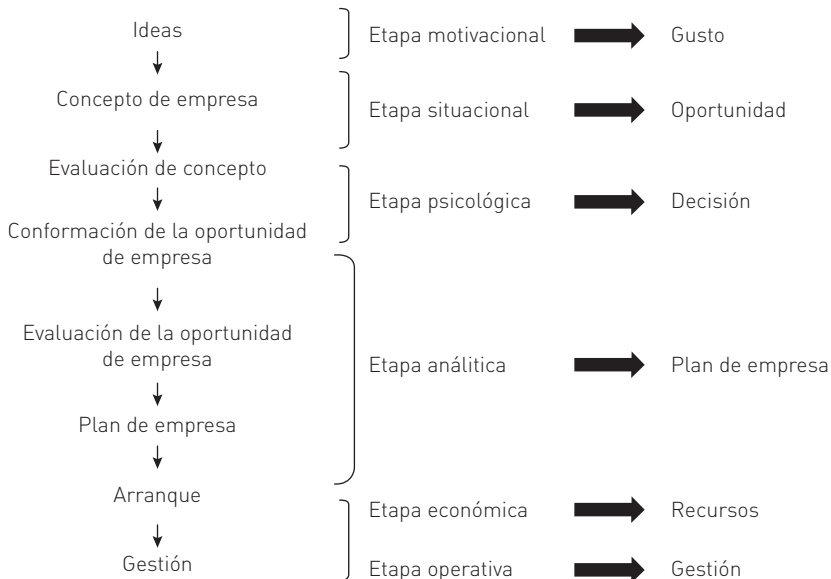 Ideas
Etapa motivacional
Gusto
Concepto de empresa
Etapa situacional
Oportunidad
Evaluación de concepto
Etapa psicológica
Decisión
Conformación de la oportunidad
de empresa
Evaluación de la oportunidad
de empresa
Etapa análitica
Plan de empresa
Plan de empresa
Arranque
Etapa económica
Recursos
Gestión
Etapa operativa
Gestión